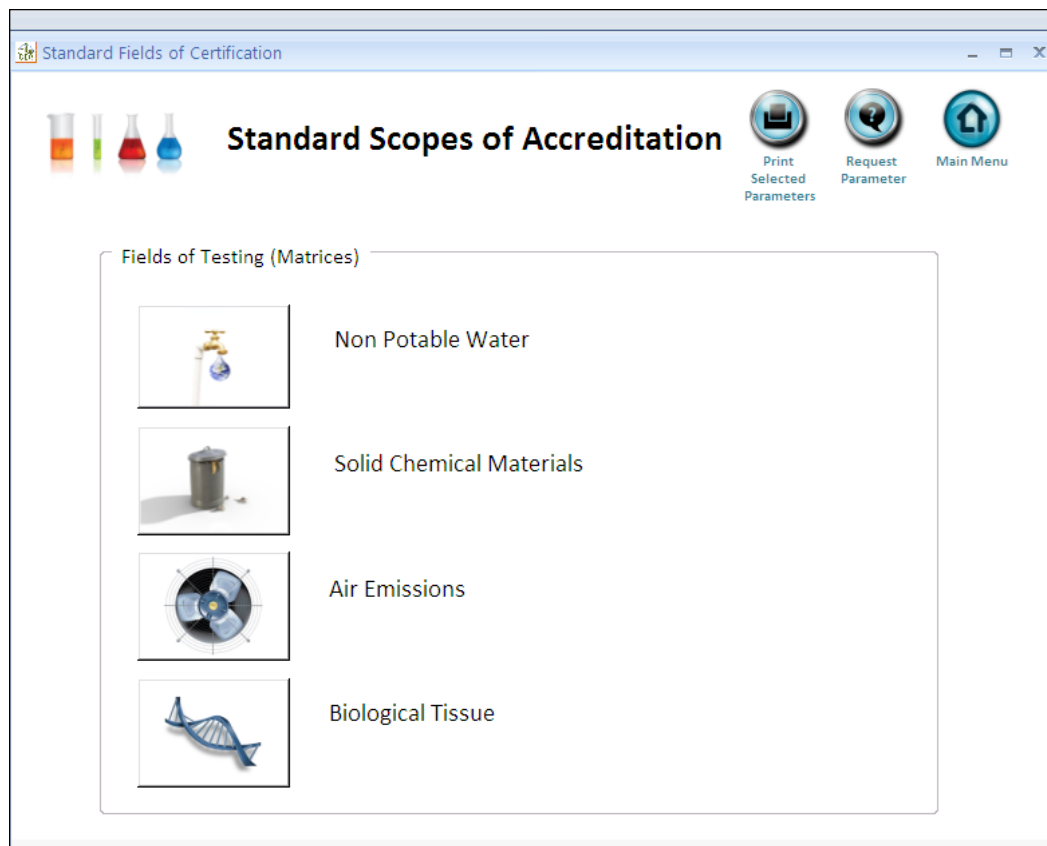 Standard Fields of Certification
Standard Scopes of Accreditation
Print
Selected
Parameters
Request
Parameter
Main Menu
Fields of Testing (Matrices)
Non Potable Water
Solid Chemical Materials
Air Emissions
Biological Tissue